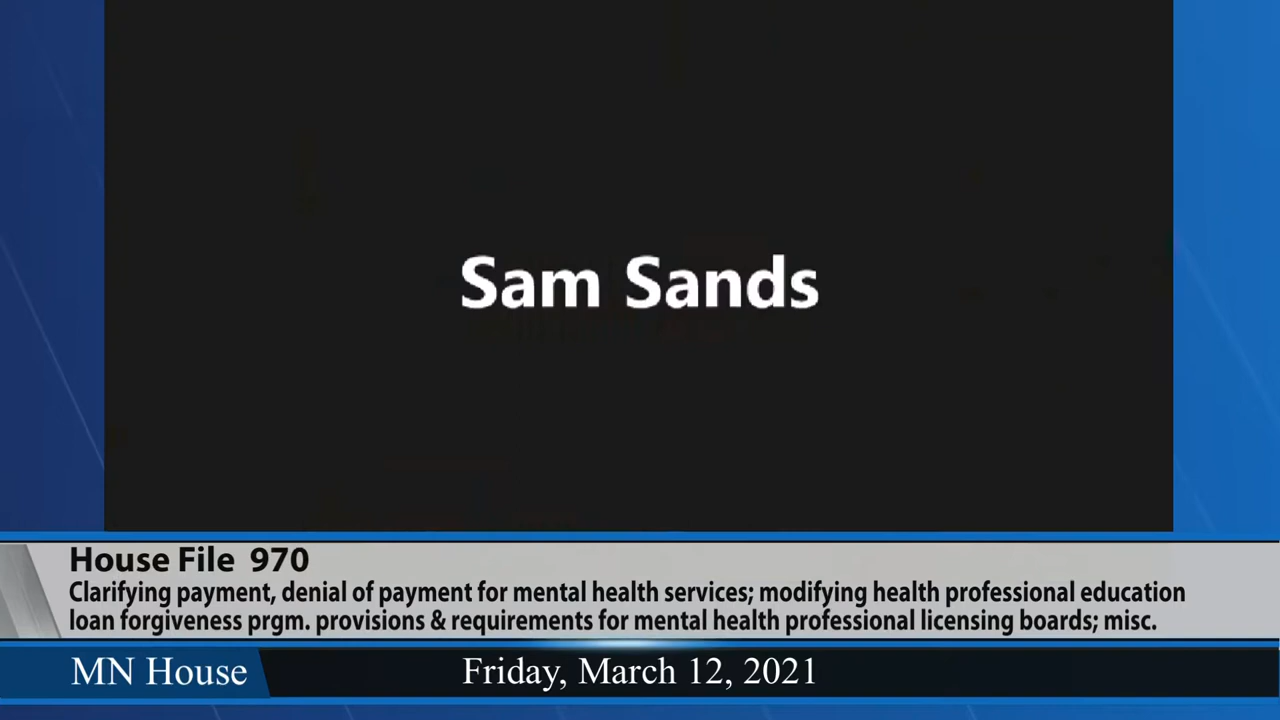 Sam Sands
House File 970
Clarifying payment, denial of payment for mental health services; modifying health professional education
loan forgiveness prgm. provisions & requirements for mental health professional licensing boards; misc.
MN House
Friday, March 12, 2021